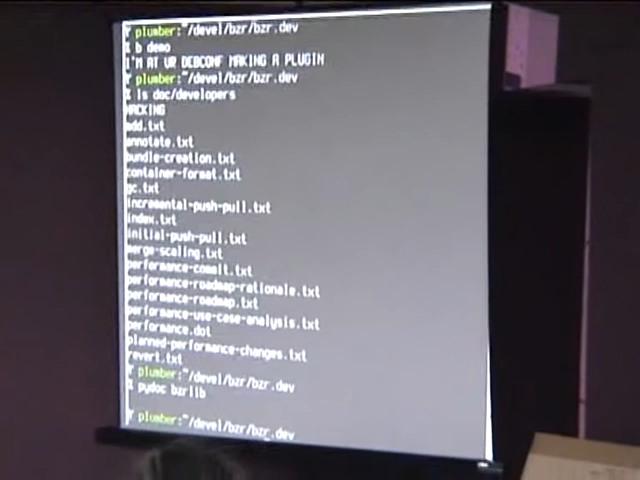 plumber:~/devel/bzr/bzr.dev
% b demo
I'M AT UR DEBCONF MAKING A PLUGIN
plumber:~/devel/bzr/bzr.dev
% ls doc/developers
HACKING
add.txt
annotate.txt
bundle-creation.txt
container-format.txt
gc.txt
incremental-push-pull.txt
index.txt
initial-push-pull.txt
merge-scaling.txt
performance-commit.txt
performance-roadmap-rationale.txt
performance-roadmap.txt
performance-use-case-analysis.txt
performance.dot
planned-performance-changes.txt
revert.txt
plumber:~/devel/bzr/bzr.dev
% pydoc bzrlib
plumber:~/devel/bzr/bzr.dev